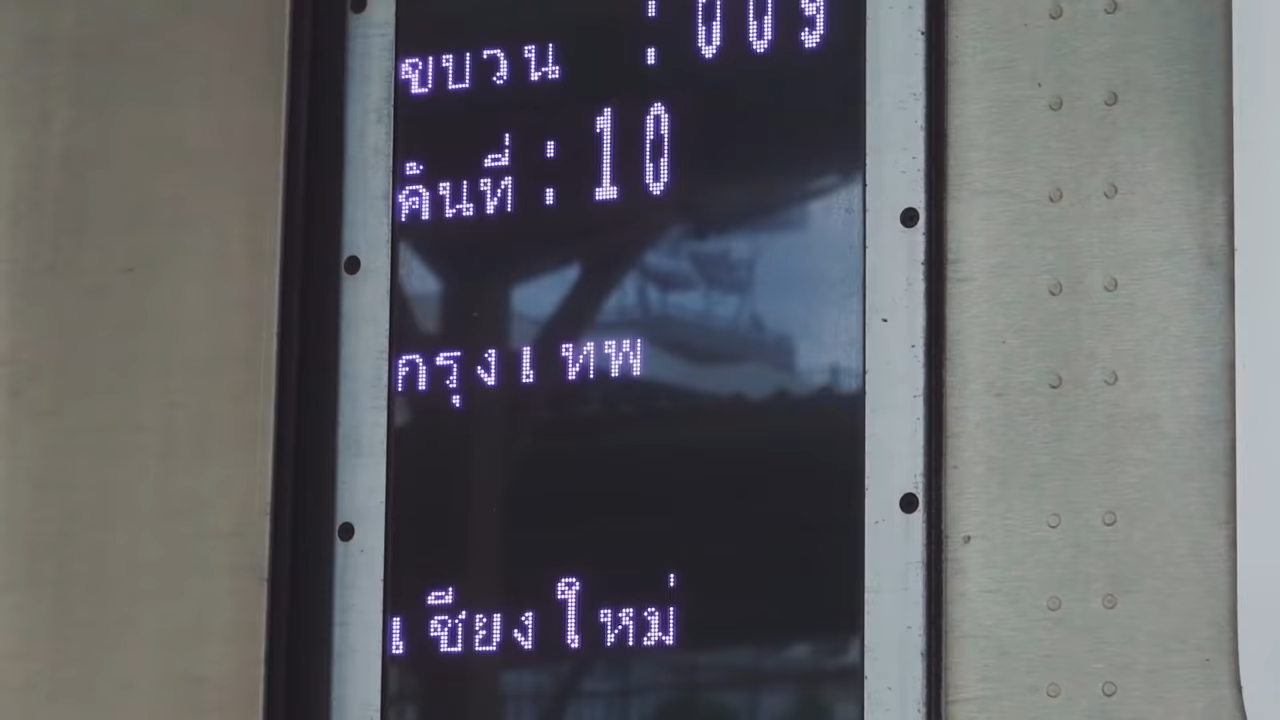 ขบวน : 009
คันที่ : 10
กรุงเทพ
เชียงใหม่